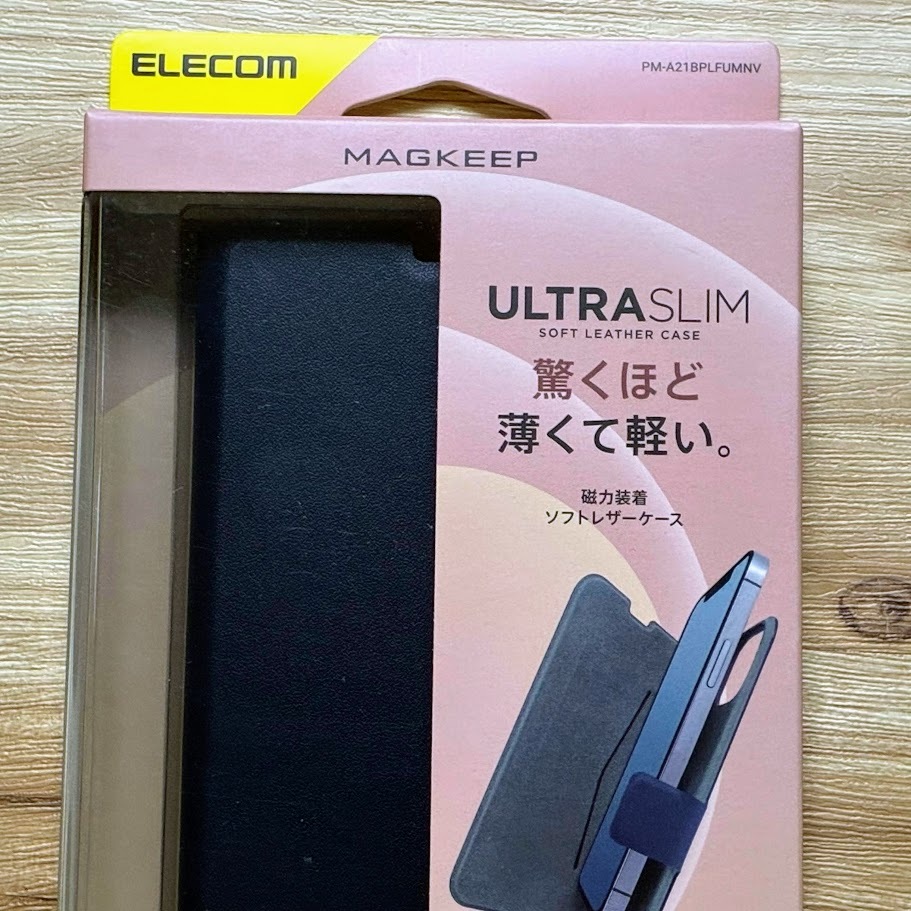 ELECOM
PM-A21BPLFUMNV
MAGKEEP
ULTRASLIM
SOFT LEATHER CASE
驚くほど
薄くて軽い。
磁力装着
ソフトレザーケース